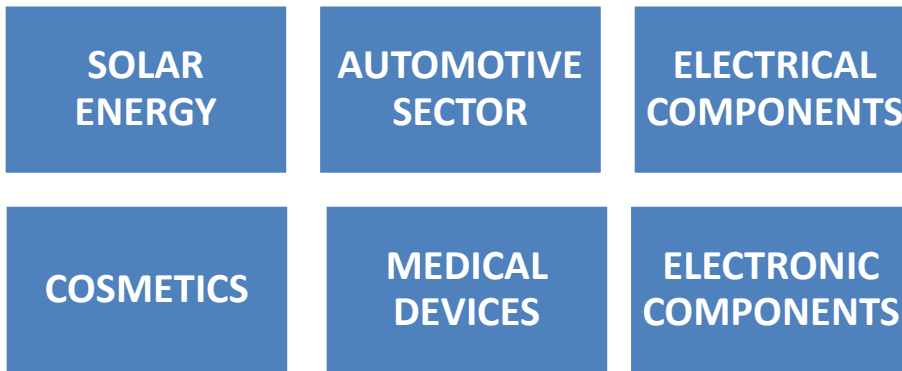 SOLAR
ENERGY
AUTOMOTIVE
SECTOR
ELECTRICAL
COMPONENTS
COSMETICS
MEDICAL
DEVICES
ELECTRONIC
COMPONENTS